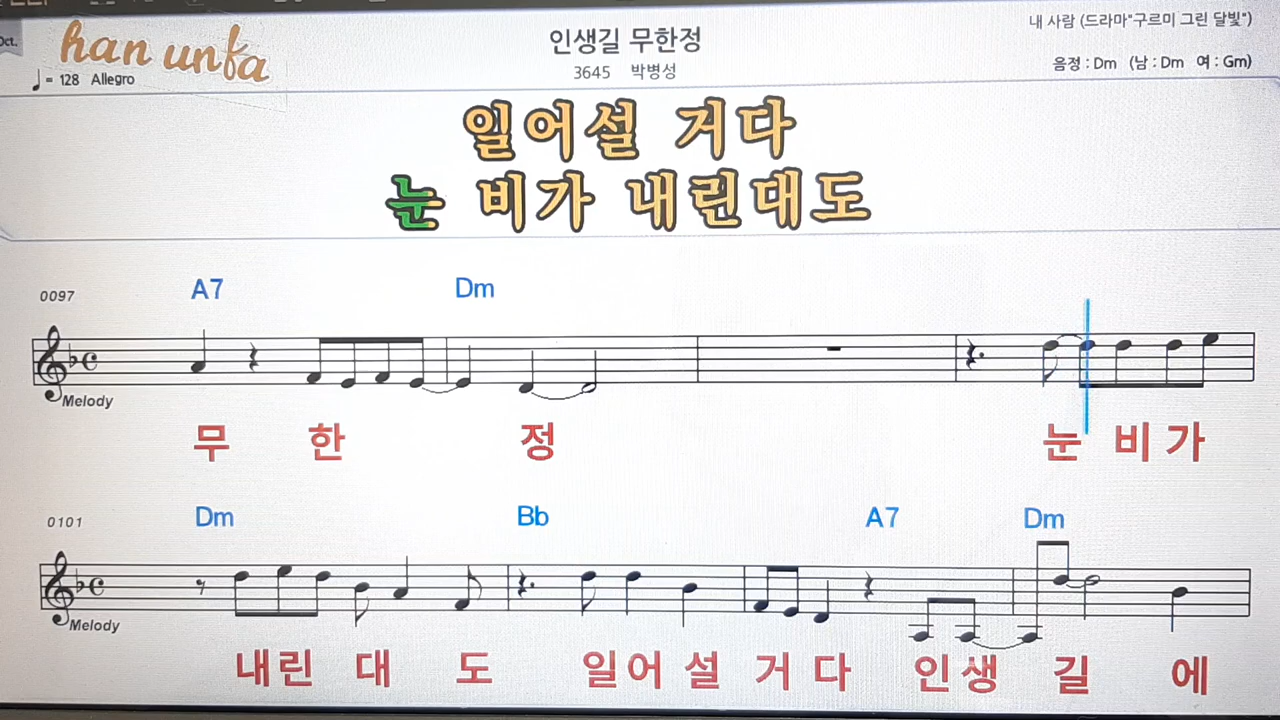 Oct.
han unfa
♩= 128 Allegro
인생길 무한정
3645 박병성
내 사람 (드라마"구르미 그린 달빛")
음정 : Dm (남 : Dm 여 : Gm)
일어설 거다
눈 비가 내린대도
0097 A7 Dm
Melody
무 한 정 눈 비 가
0101 Dm Bb A7 Dm
Melody
내 린 대 도 일 어 설 거 다 인 생 길 에